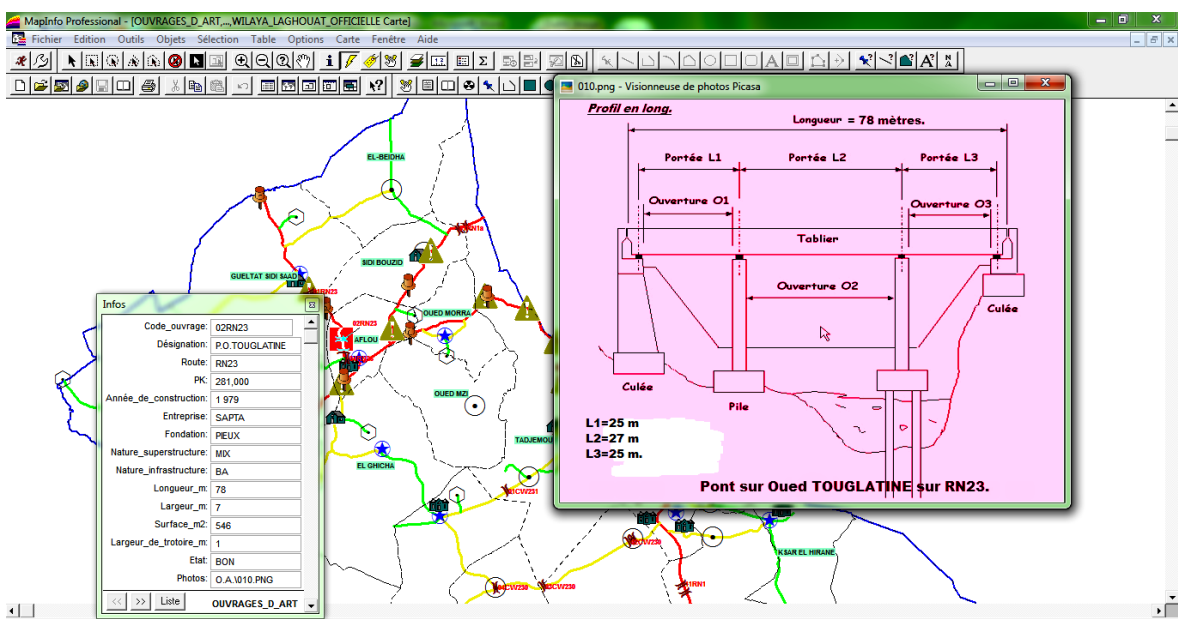 MapInfo Professional - [OUVRAGES_D_ART,...,WILAYA_LAGHOUAT_OFFICIELLE Carte]
Fichier Edition Outils Objets Sélection Table Options Carte Fenêtre Aide
010.png - Visionneuse de photos Picasa
Profil en long.
Longueur = 78 mètres.
Portée L1 Portée L2 Portée L3
Ouverture O1 Ouverture O3
Tablier
Ouverture O2
Culée
Culée
Pile
L1=25 m
L2=27 m
L3=25 m.
Pont sur Oued TOUGLATINE sur RN23.
EL-BEIDHA
SIDI BOUZID
GUELTAT SIDI SAAD
01RN23
02RN23
OUED MORRA
AFLOU
OUED MZI
TADJEMOU
EL GHICHA
01CW231
KSAR EL HIRANE
Infos
Code_ouvrage: 02RN23
Désignation: P.O.TOUGLATINE
Route: RN23
PK: 281,000
Année_de_construction: 1 979
Entreprise: SAPTA
Fondation: PIEUX
Nature_superstructure: MIX
Nature_infrastructure: BA
Longueur_m: 78
Largeur_m: 7
Surface_m2: 546
Largeur_de_trotoire_m: 1
Etat: BON
Photos: O.A.\010.PNG
<< >> Liste OUVRAGES_D_ART